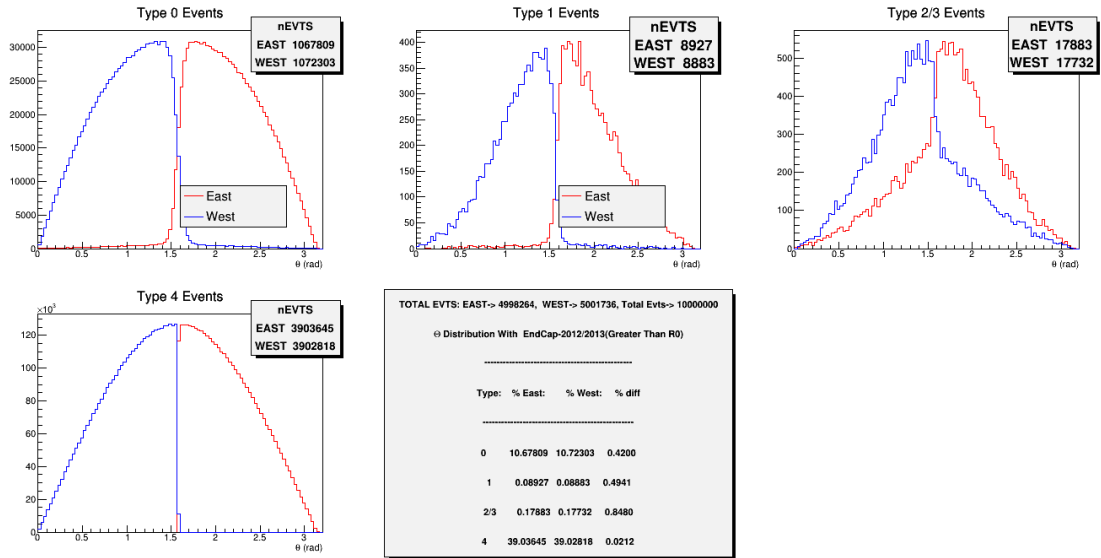 Type 0 Events
nEVTS
EAST 1067809
WEST 1072303
30000
25000
20000
15000
10000
5000
0
0 0.5 1 1.5 2 2.5 3
θ (rad)
East
West
Type 1 Events
nEVTS
EAST 8927
WEST 8883
400
350
300
250
200
150
100
50
0
0 0.5 1 1.5 2 2.5 3
θ (rad)
East
West
Type 2/3 Events
nEVTS
EAST 17883
WEST 17732
500
400
300
200
100
0
0 0.5 1 1.5 2 2.5 3
θ (rad)
Type 4 Events
×10³
nEVTS
EAST 3903645
WEST 3902818
120
100
80
60
40
20
0
0 0.5 1 1.5 2 2.5 3
θ (rad)
TOTAL EVTS: EAST-> 4998264, WEST-> 5001736, Total Evts-> 10000000
Θ Distribution With EndCap-2012/2013(Greater Than R0)
------------------------------------------------
Type: % East: % West: % diff
------------------------------------------------
0 10.67809 10.72303 0.4200
1 0.08927 0.08883 0.4941
2/3 0.17883 0.17732 0.8480
4 39.03645 39.02818 0.0212